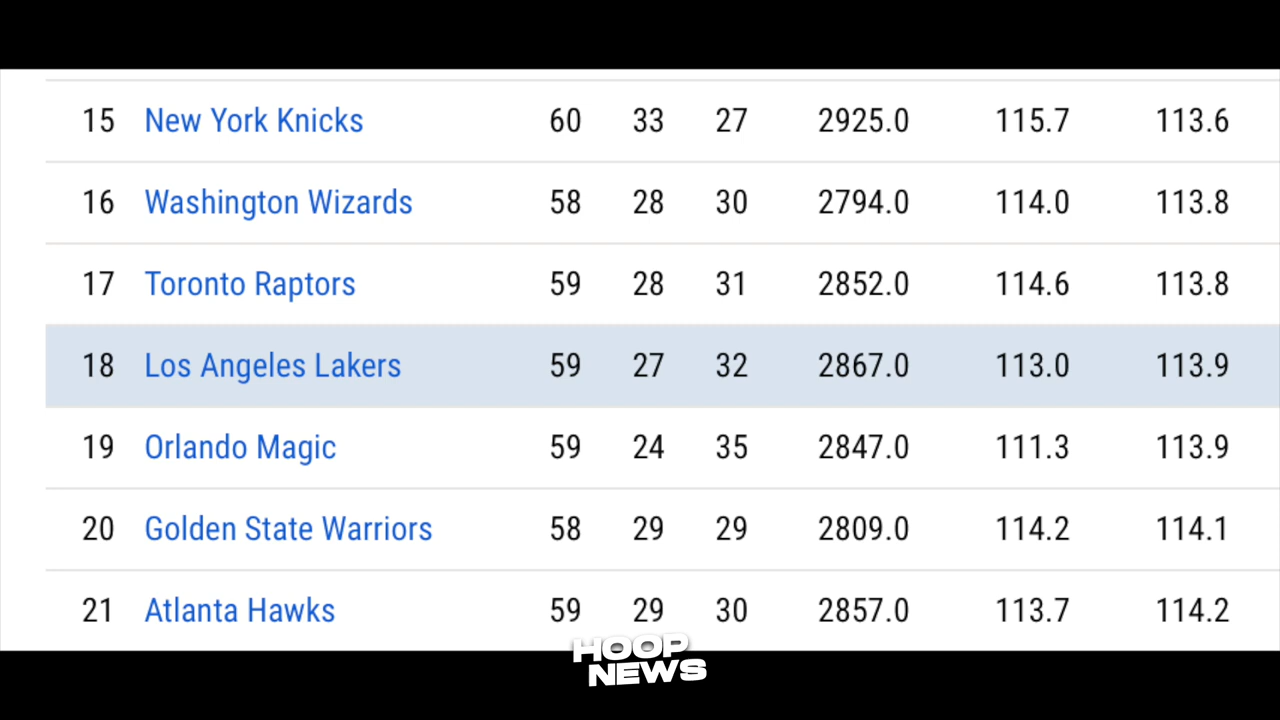 15 New York Knicks 60 33 27 2925.0 115.7 113.6
16 Washington Wizards 58 28 30 2794.0 114.0 113.8
17 Toronto Raptors 59 28 31 2852.0 114.6 113.8
18 Los Angeles Lakers 59 27 32 2867.0 113.0 113.9
19 Orlando Magic 59 24 35 2847.0 111.3 113.9
20 Golden State Warriors 58 29 29 2809.0 114.2 114.1
21 Atlanta Hawks 59 29 30 2857.0 113.7 114.2
HOOP
NEWS